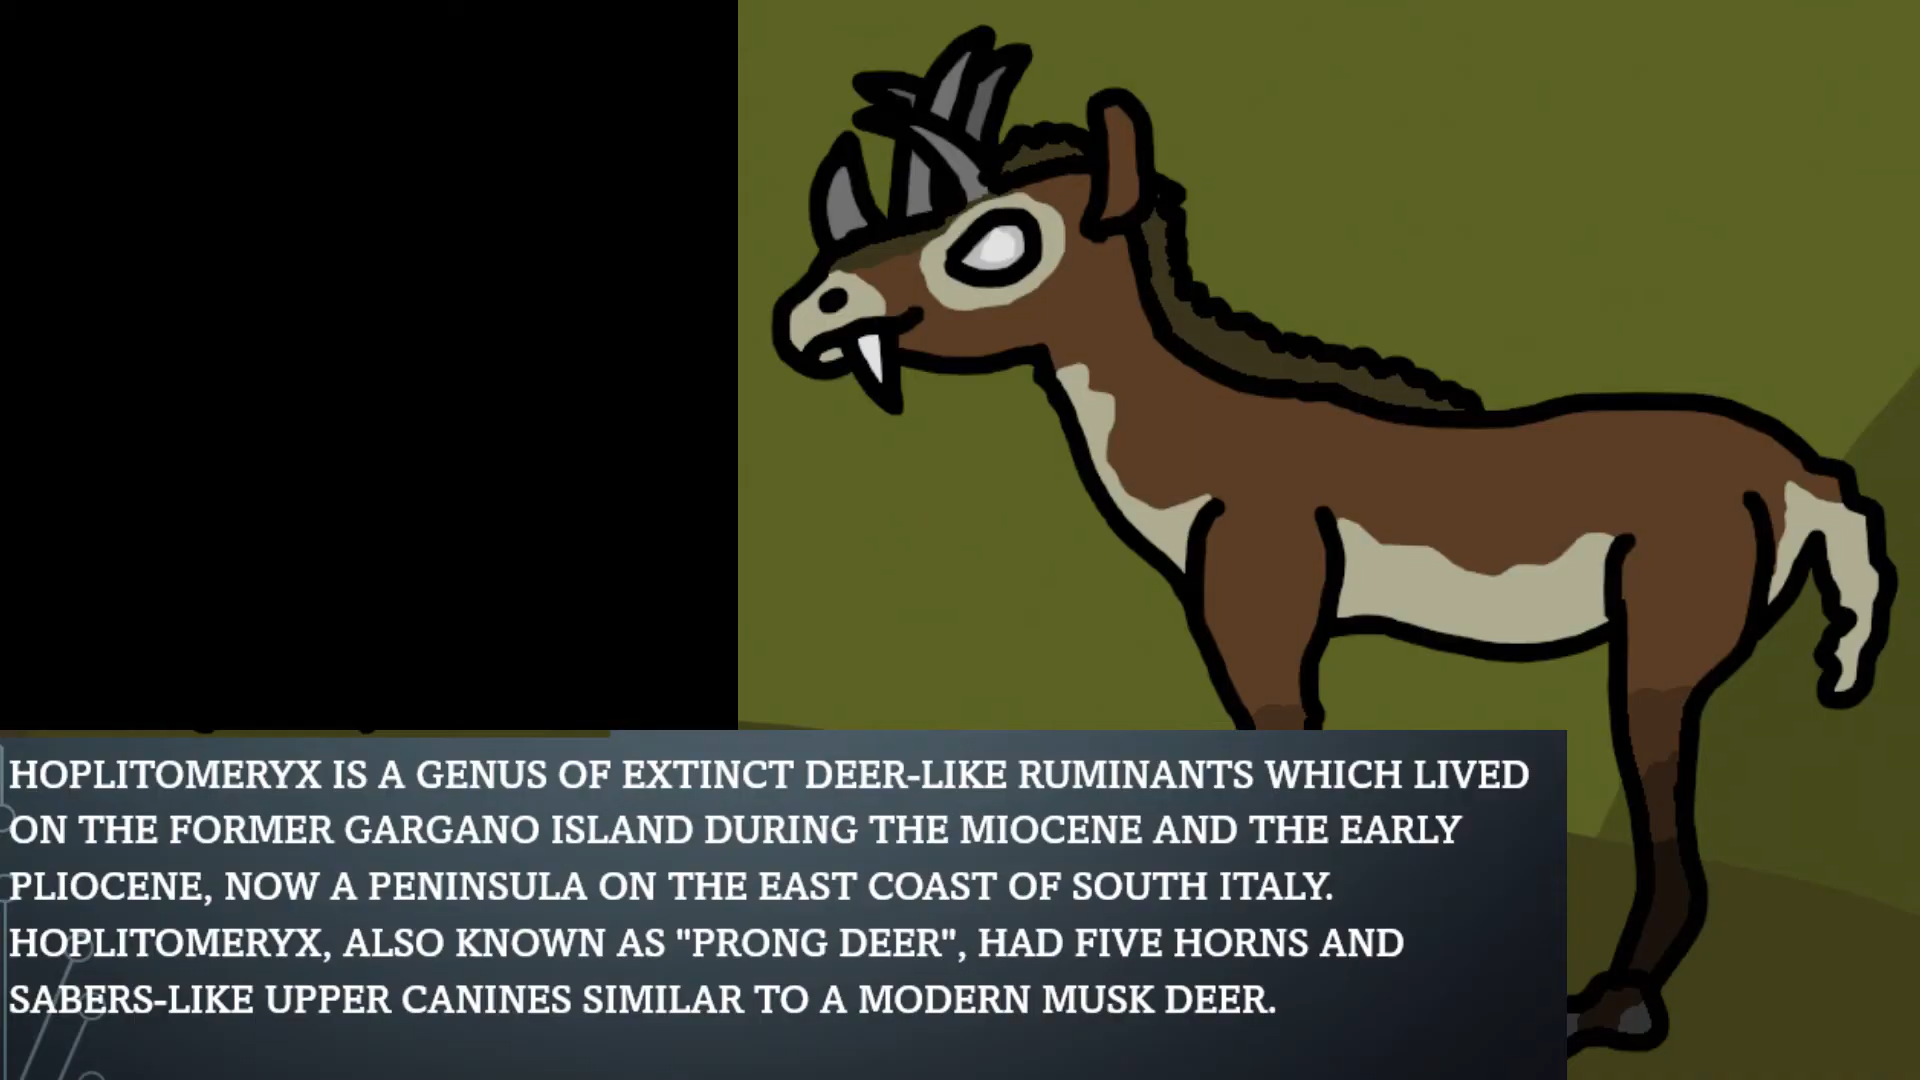 HOPLITOMERYX IS A GENUS OF EXTINCT DEER-LIKE RUMINANTS WHICH LIVED
ON THE FORMER GARGANO ISLAND DURING THE MIOCENE AND THE EARLY
PLIOCENE, NOW A PENINSULA ON THE EAST COAST OF SOUTH ITALY.
HOPLITOMERYX, ALSO KNOWN AS "PRONG DEER", HAD FIVE HORNS AND
SABERS-LIKE UPPER CANINES SIMILAR TO A MODERN MUSK DEER.